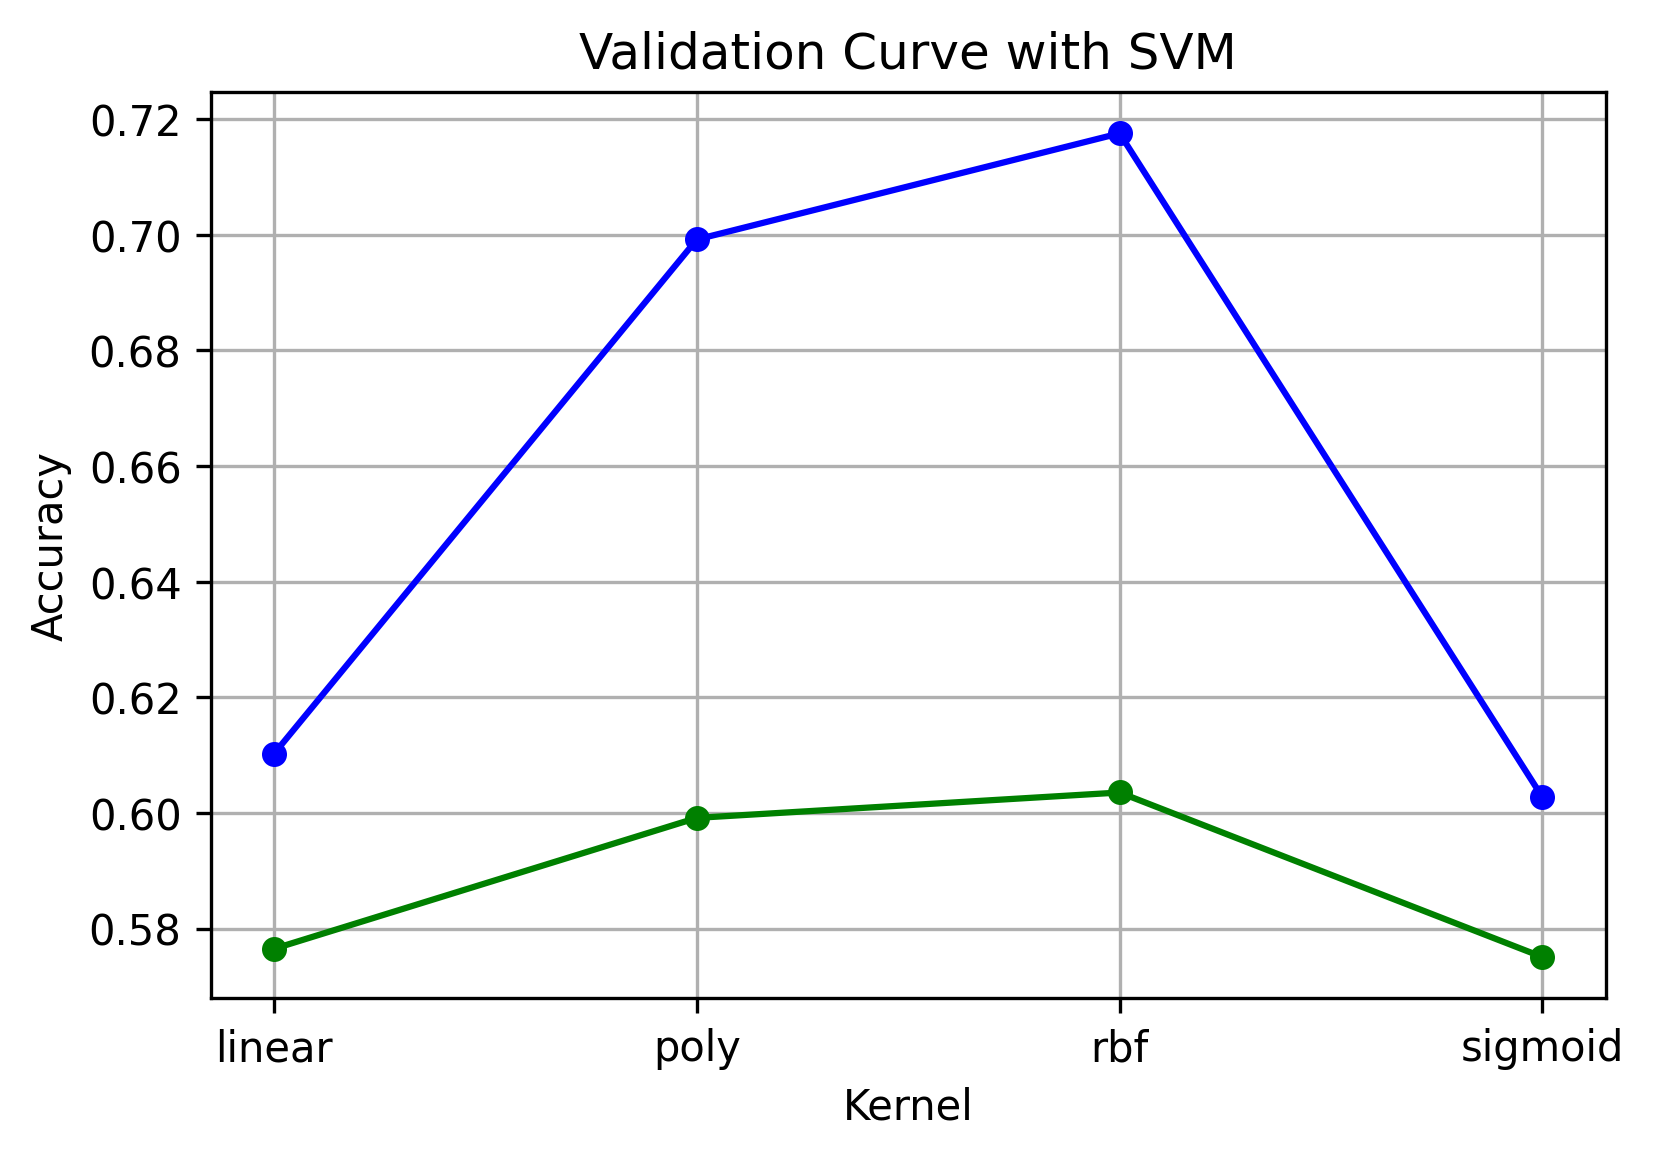 Validation Curve with SVM
0.72
0.70
0.68
0.66
0.64
0.62
0.60
0.58
Accuracy
linear poly rbf sigmoid
Kernel